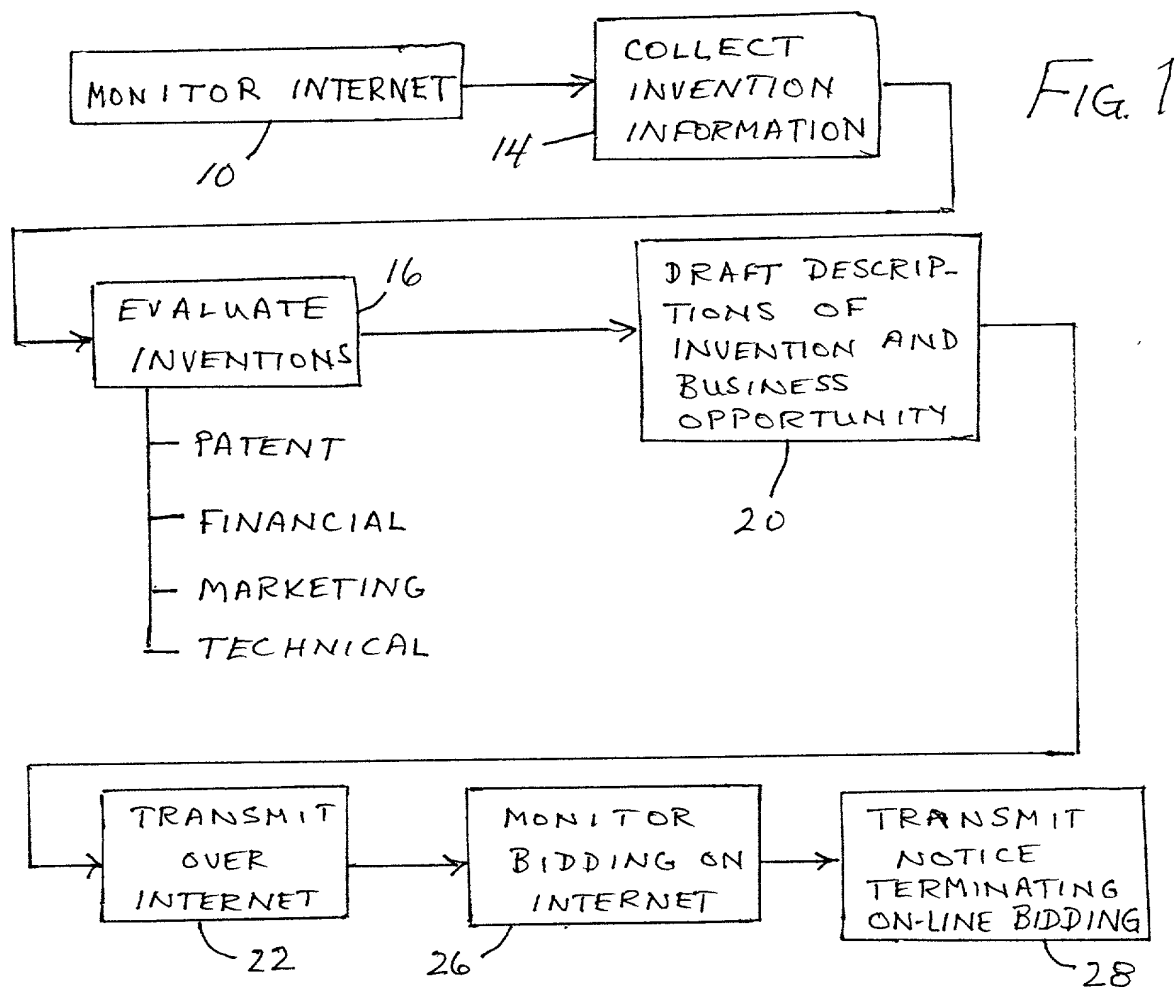 MONITOR INTERNET
10
COLLECT
INVENTION
INFORMATION
14
FIG. 1
EVALUATE
INVENTIONS
16
PATENT
FINANCIAL
MARKETING
TECHNICAL
DRAFT DESCRIP-
TIONS OF
INVENTION AND
BUSINESS
OPPORTUNITY
20
TRANSMIT
OVER
INTERNET
22
MONITOR
BIDDING ON
INTERNET
26
TRANSMIT
NOTICE
TERMINATING
ON-LINE BIDDING
28